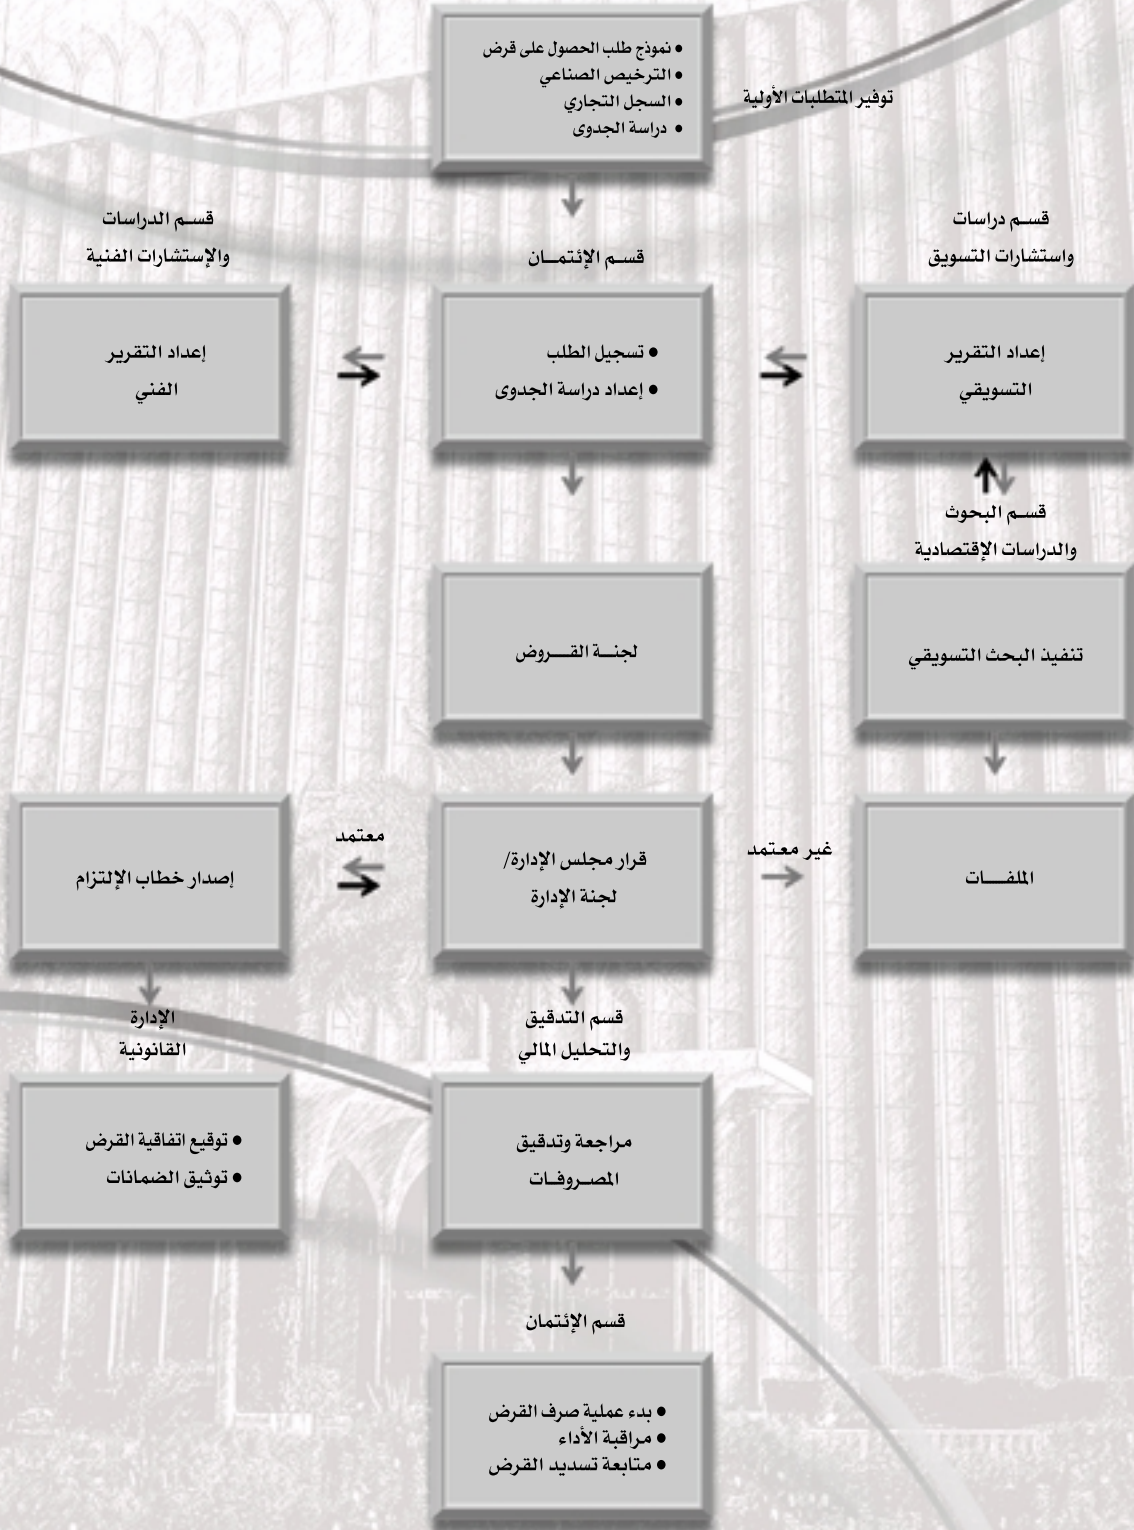 • نموذج طلب الحصول على قرض
• الترخيص الصناعي
• السجل التجاري
• دراسة الجدوى
توفير المتطلبات الأولية
قسم دراسات
واستشارات التسويق
قسم الإئتمان
قسم الدراسات
والإستشارات الفنية
إعداد التقرير
التسويقي
• تسجيل الطلب
• إعداد دراسة الجدوى
إعداد التقرير
الفني
قسم البحوث
والدراسات الإقتصادية
تنفيذ البحث التسويقي
لجنة القروض
غير معتمد
معتمد
الملفات
قرار مجلس الإدارة/
لجنة الإدارة
إصدار خطاب الإلتزام
قسم التدقيق
والتحليل المالي
الإدارة
القانونية
مراجعة وتدقيق
المصروفات
• توقيع اتفاقية القرض
• توثيق الضمانات
قسم الإئتمان
• بدء عملية صرف القرض
• مراقبة الأداء
• متابعة تسديد القرض